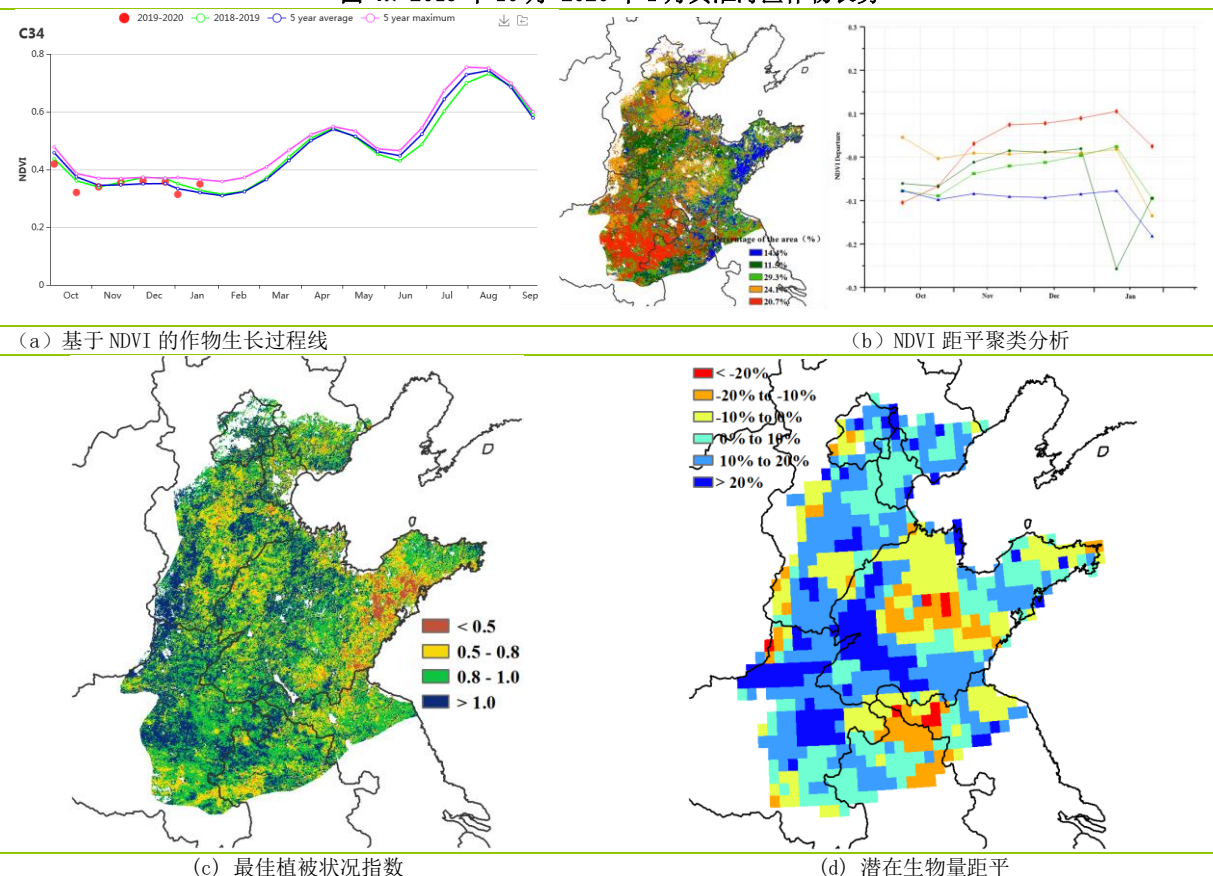 2019-2020 2018-2019 5 year average 5 year maximum
C34
0.8
0.6
0.4
0.2
0
NDVI
Oct Nov Dec Jan Feb Mar Apr May Jun Jul Aug Sep
Percentage of the area (%)
14.4%
11.5%
29.3%
24.1%
20.7%
NDVI Departure
0.3
0.2
0.1
-0.0
-0.1
-0.2
-0.3
Oct Nov Dec Jan
(a)基于 NDVI 的作物生长过程线
(b)NDVI 距平聚类分析
< 0.5
0.5 - 0.8
0.8 - 1.0
> 1.0
< -20%
-20% to -10%
-10% to 0%
0% to 10%
10% to 20%
> 20%
(c) 最佳植被状况指数
(d) 潜在生物量距平